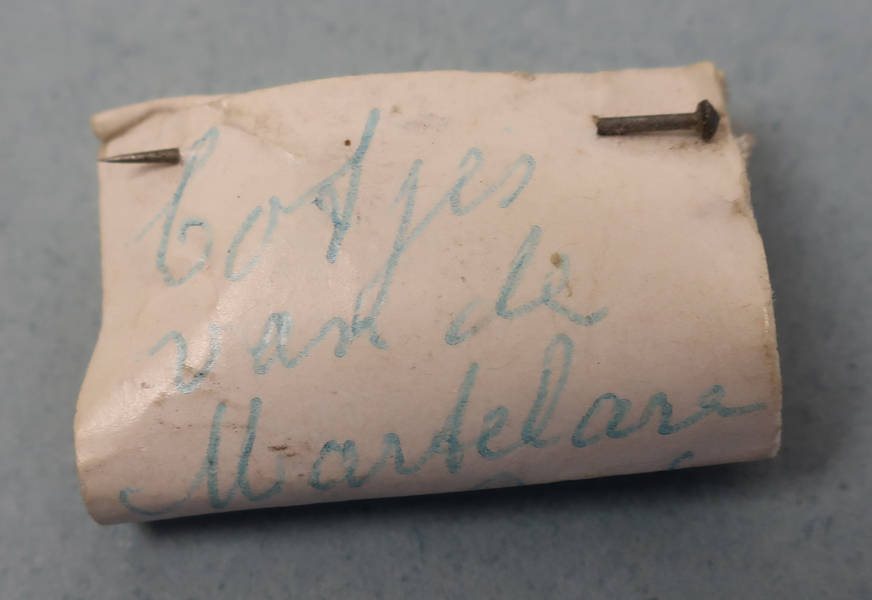 botjes
van de
Martelare